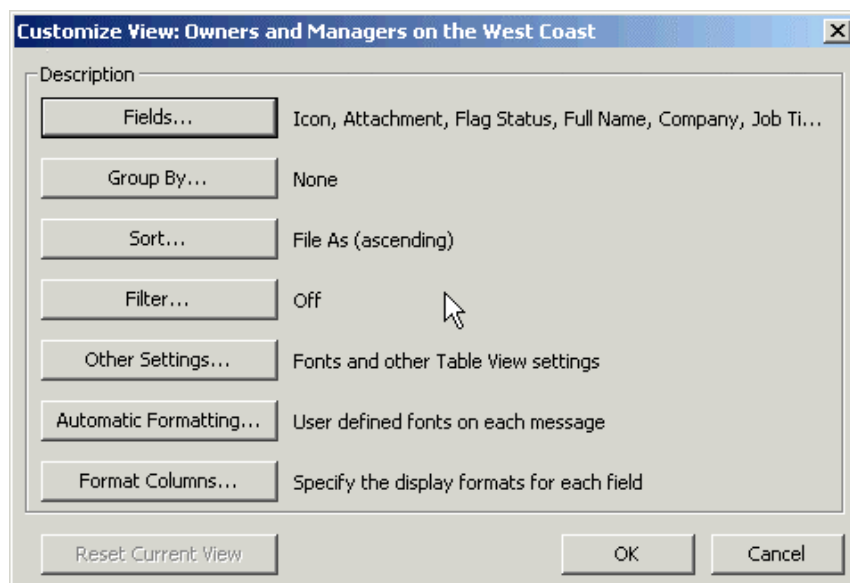 Customize View: Owners and Managers on the West Coast
Description
Fields... Icon, Attachment, Flag Status, Full Name, Company, Job Ti...
Group By... None
Sort... File As (ascending)
Filter... Off
Other Settings... Fonts and other Table View settings
Automatic Formatting... User defined fonts on each message
Format Columns... Specify the display formats for each field
Reset Current View OK Cancel